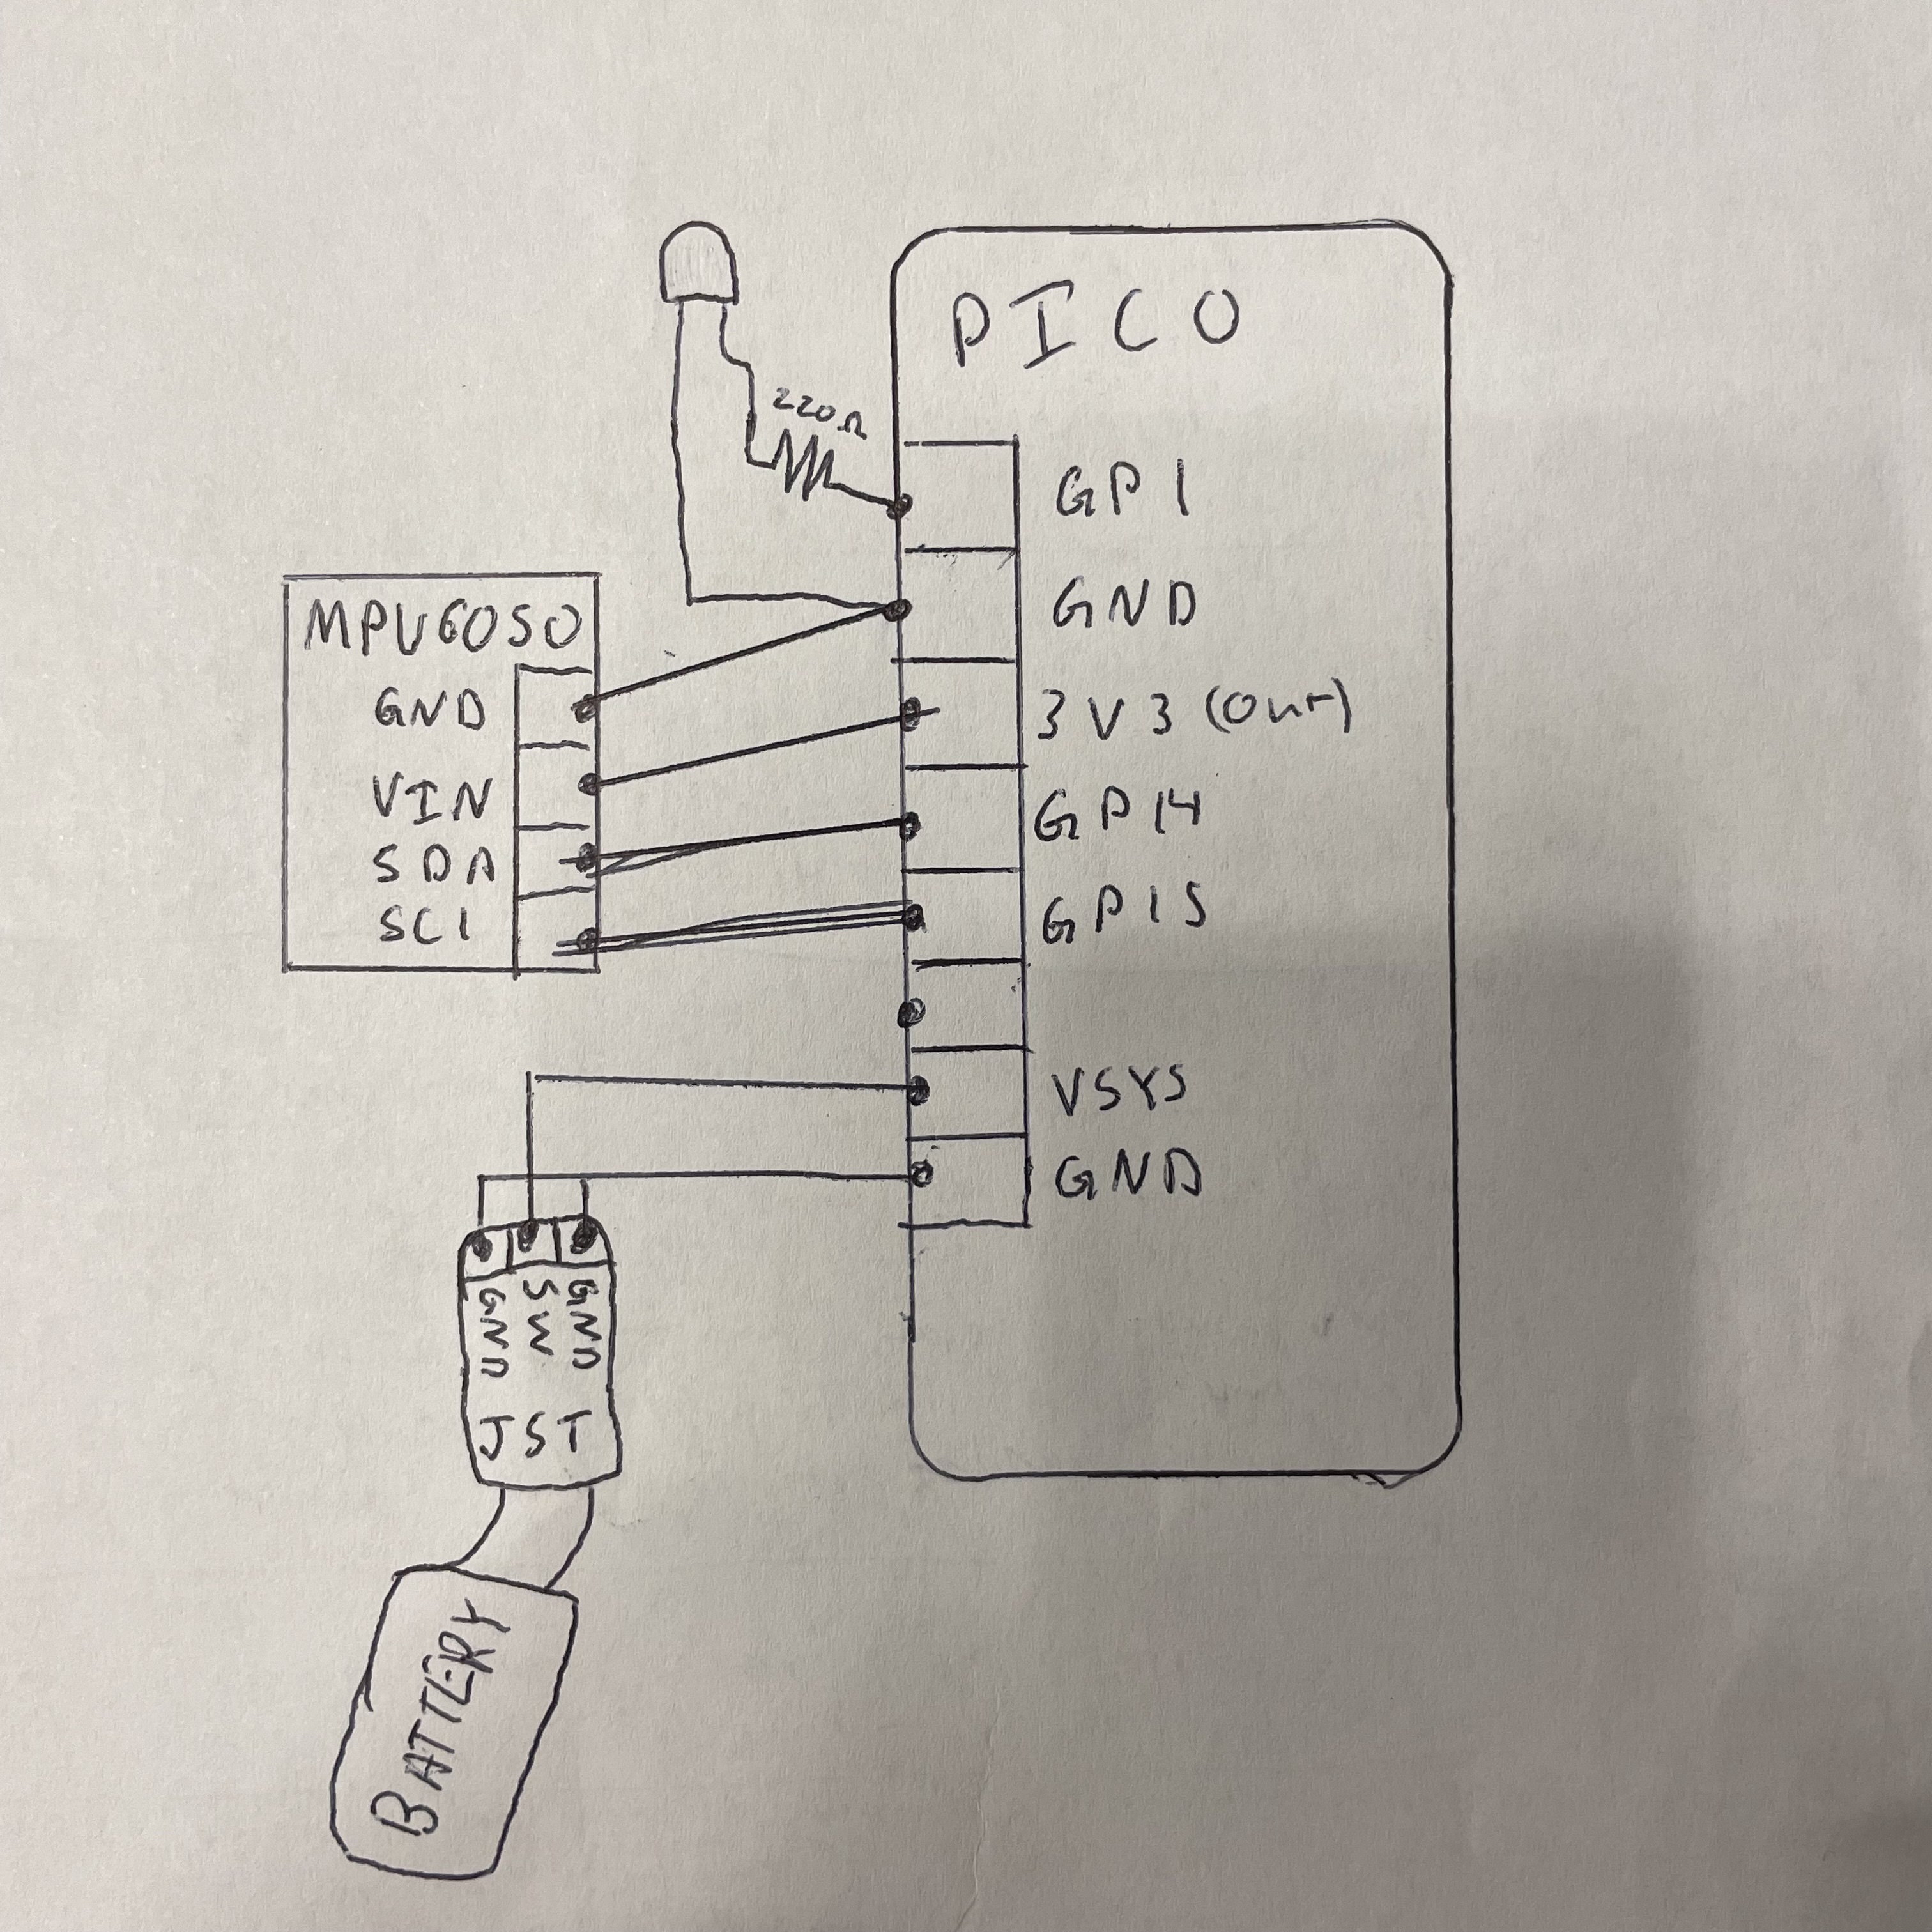 PICO
220Ω
GP1
GND
3V3(OUT)
GP14
GP15
VSYS
GND
MPU6050
GND
VIN
SDA
SCl
GND SW GND
JST
BATTERY